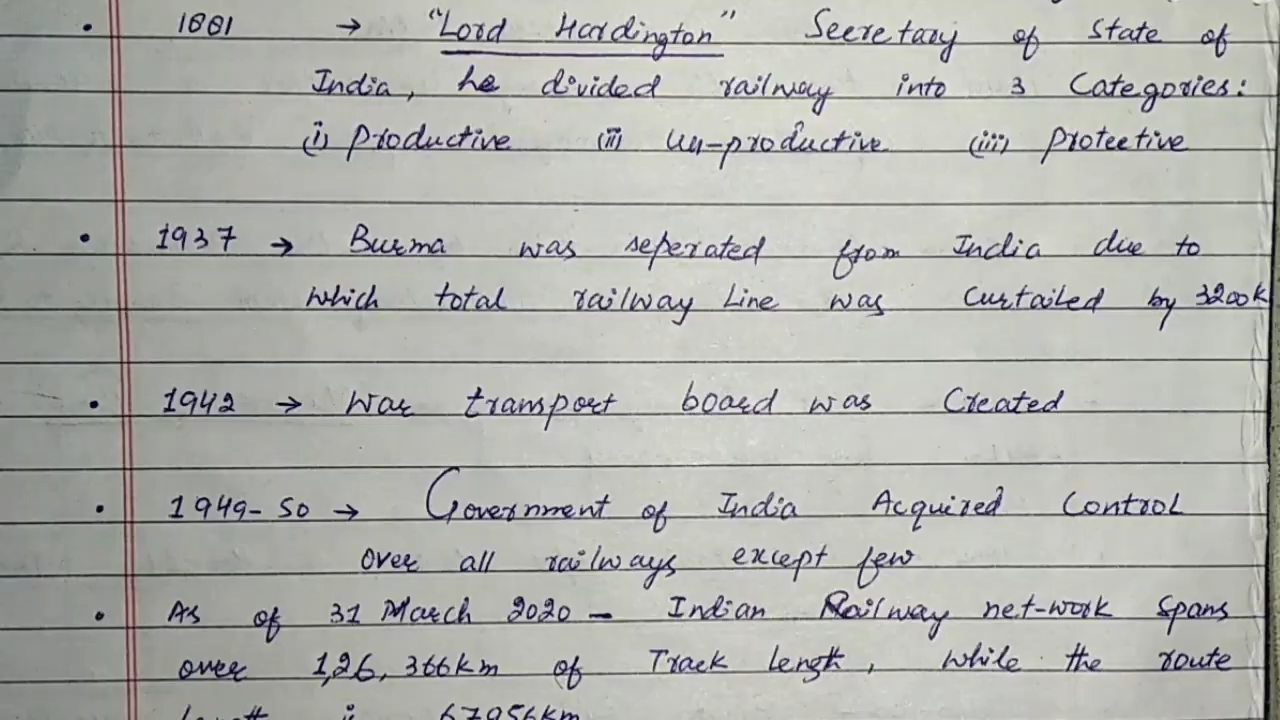 • 1881 → "Lord Hardington" Secretary of State of
India, he divided railway into 3 Categories:
(i) Productive (ii) Un-productive (iii) Protective
• 1937 → Burma was seperated from India due to
which total railway Line was Curtailed by 3200k
• 1942 → War transport board was Created
• 1949-50 → Government of India Acquired Control
over all railways except few
• As of 31 March 2020 - Indian Railway net-work Spans
over 1,26,366km of Track length, while the route
67956km